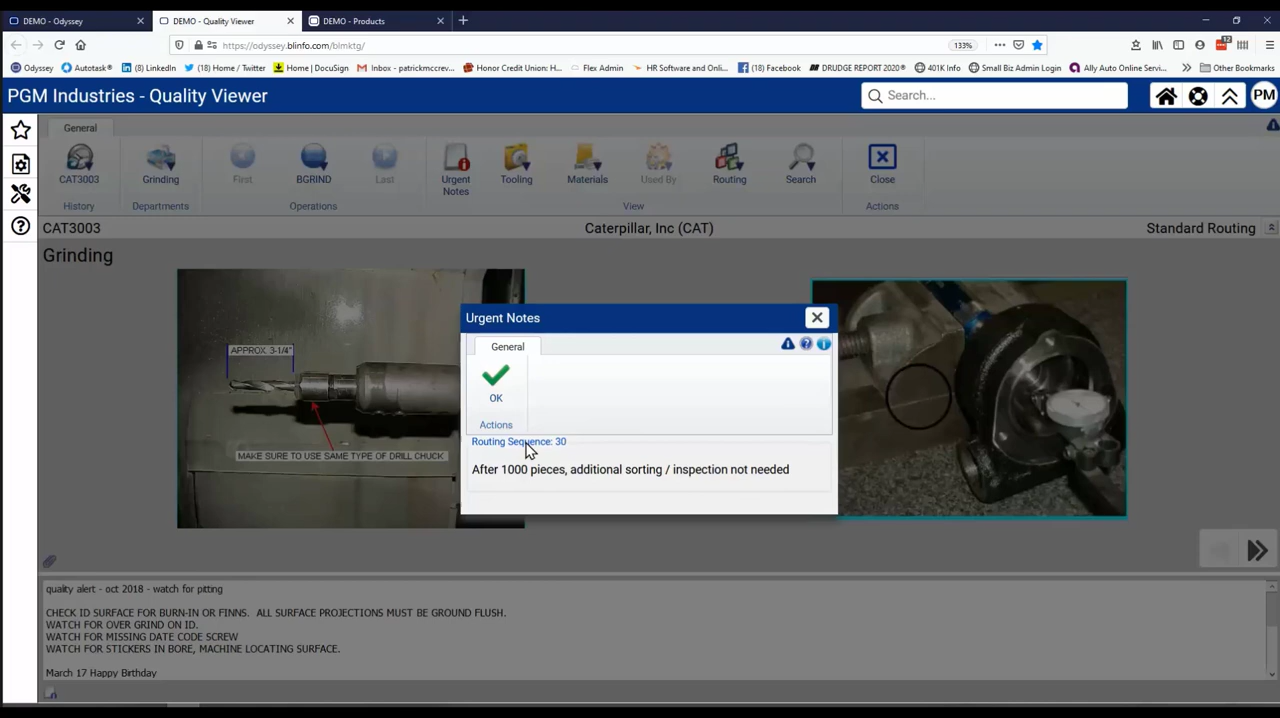 DEMO - Odyssey
DEMO - Quality Viewer
DEMO - Products
https://odyssey.blinfo.com/blmktg/
133%
12
Odyssey
Autotask®
(8) LinkedIn
(18) Home / Twitter
Home | DocuSign
Inbox - patrickmccrev...
Honor Credit Union: H...
Flex Admin
HR Software and Onli...
(18) Facebook
DRUDGE REPORT 2020®
401K Info
Small Biz Admin Login
Ally Auto Online Servi...
Other Bookmarks
PGM Industries - Quality Viewer
Search...
PM
General
CAT3003
Grinding
First
BGRIND
Last
Urgent Notes
Tooling
Materials
Used By
Routing
Search
Close
History
Departments
Operations
View
Actions
CAT3003
Caterpillar, Inc (CAT)
Standard Routing
Grinding
APPROX. 3-1/4"
MAKE SURE TO USE SAME TYPE OF DRILL CHUCK
Urgent Notes
General
OK
Actions
Routing Sequence: 30
After 1000 pieces, additional sorting / inspection not needed
quality alert - oct 2018 - watch for pitting
CHECK ID SURFACE FOR BURN-IN OR FINNS.  ALL SURFACE PROJECTIONS MUST BE GROUND FLUSH.
WATCH FOR OVER GRIND ON ID.
WATCH FOR MISSING DATE CODE SCREW
WATCH FOR STICKERS IN BORE, MACHINE LOCATING SURFACE.
March 17 Happy Birthday